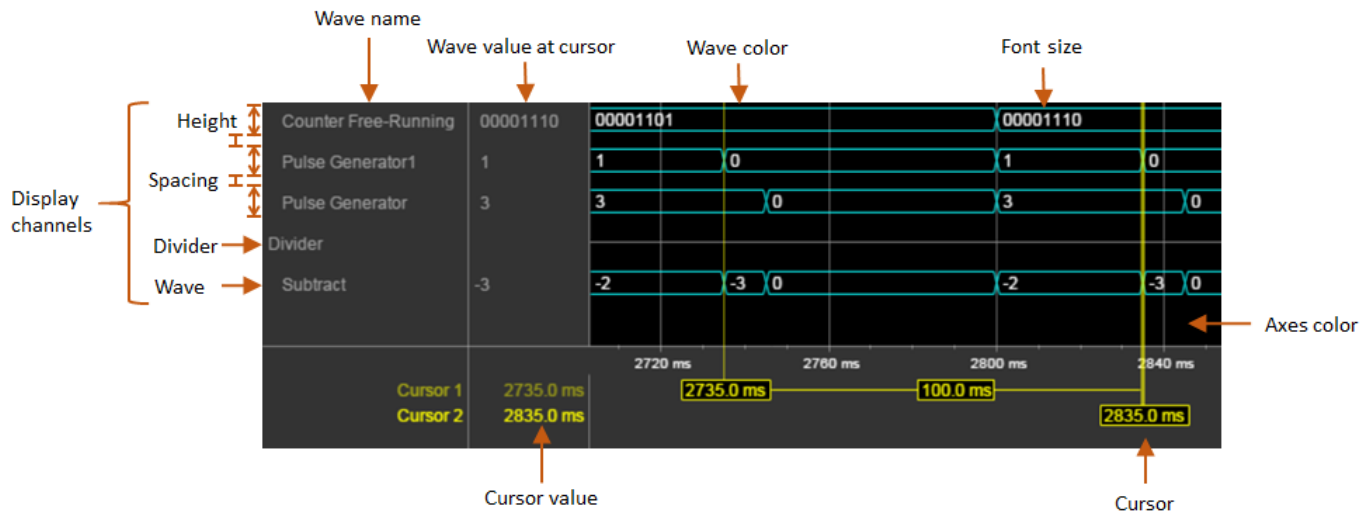 Wave name
Wave value at cursor
Wave color
Font size
Height
Counter Free-Running 00001110 00001101 00001110
Pulse Generator1 1 1 0 1 0
Spacing
Pulse Generator 3 3 0 3 0
Display
channels
Divider Divider
Wave Subtract -3 -2 -3 0 -2 -3 0
Axes color
2720 ms 2760 ms 2800 ms 2840 ms
Cursor 1 2735.0 ms 2735.0 ms 100.0 ms
Cursor 2 2835.0 ms 2835.0 ms
Cursor value
Cursor